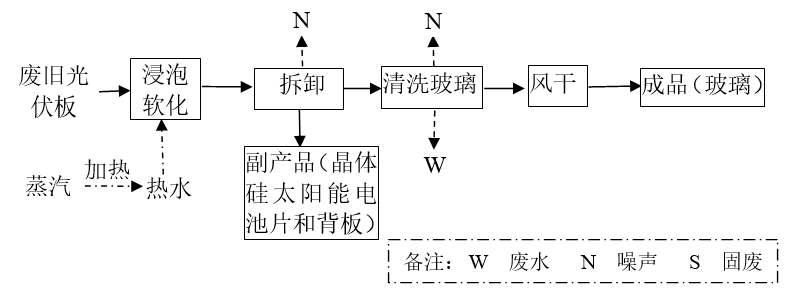 N
N
废旧光
伏板
浸泡
软化
拆卸
清洗玻璃
风干
成品（玻璃）
副产品（晶体
硅太阳能电
池片和背板）
W
蒸汽
加热
热水
备注： W 废水 N 噪声 S 固废